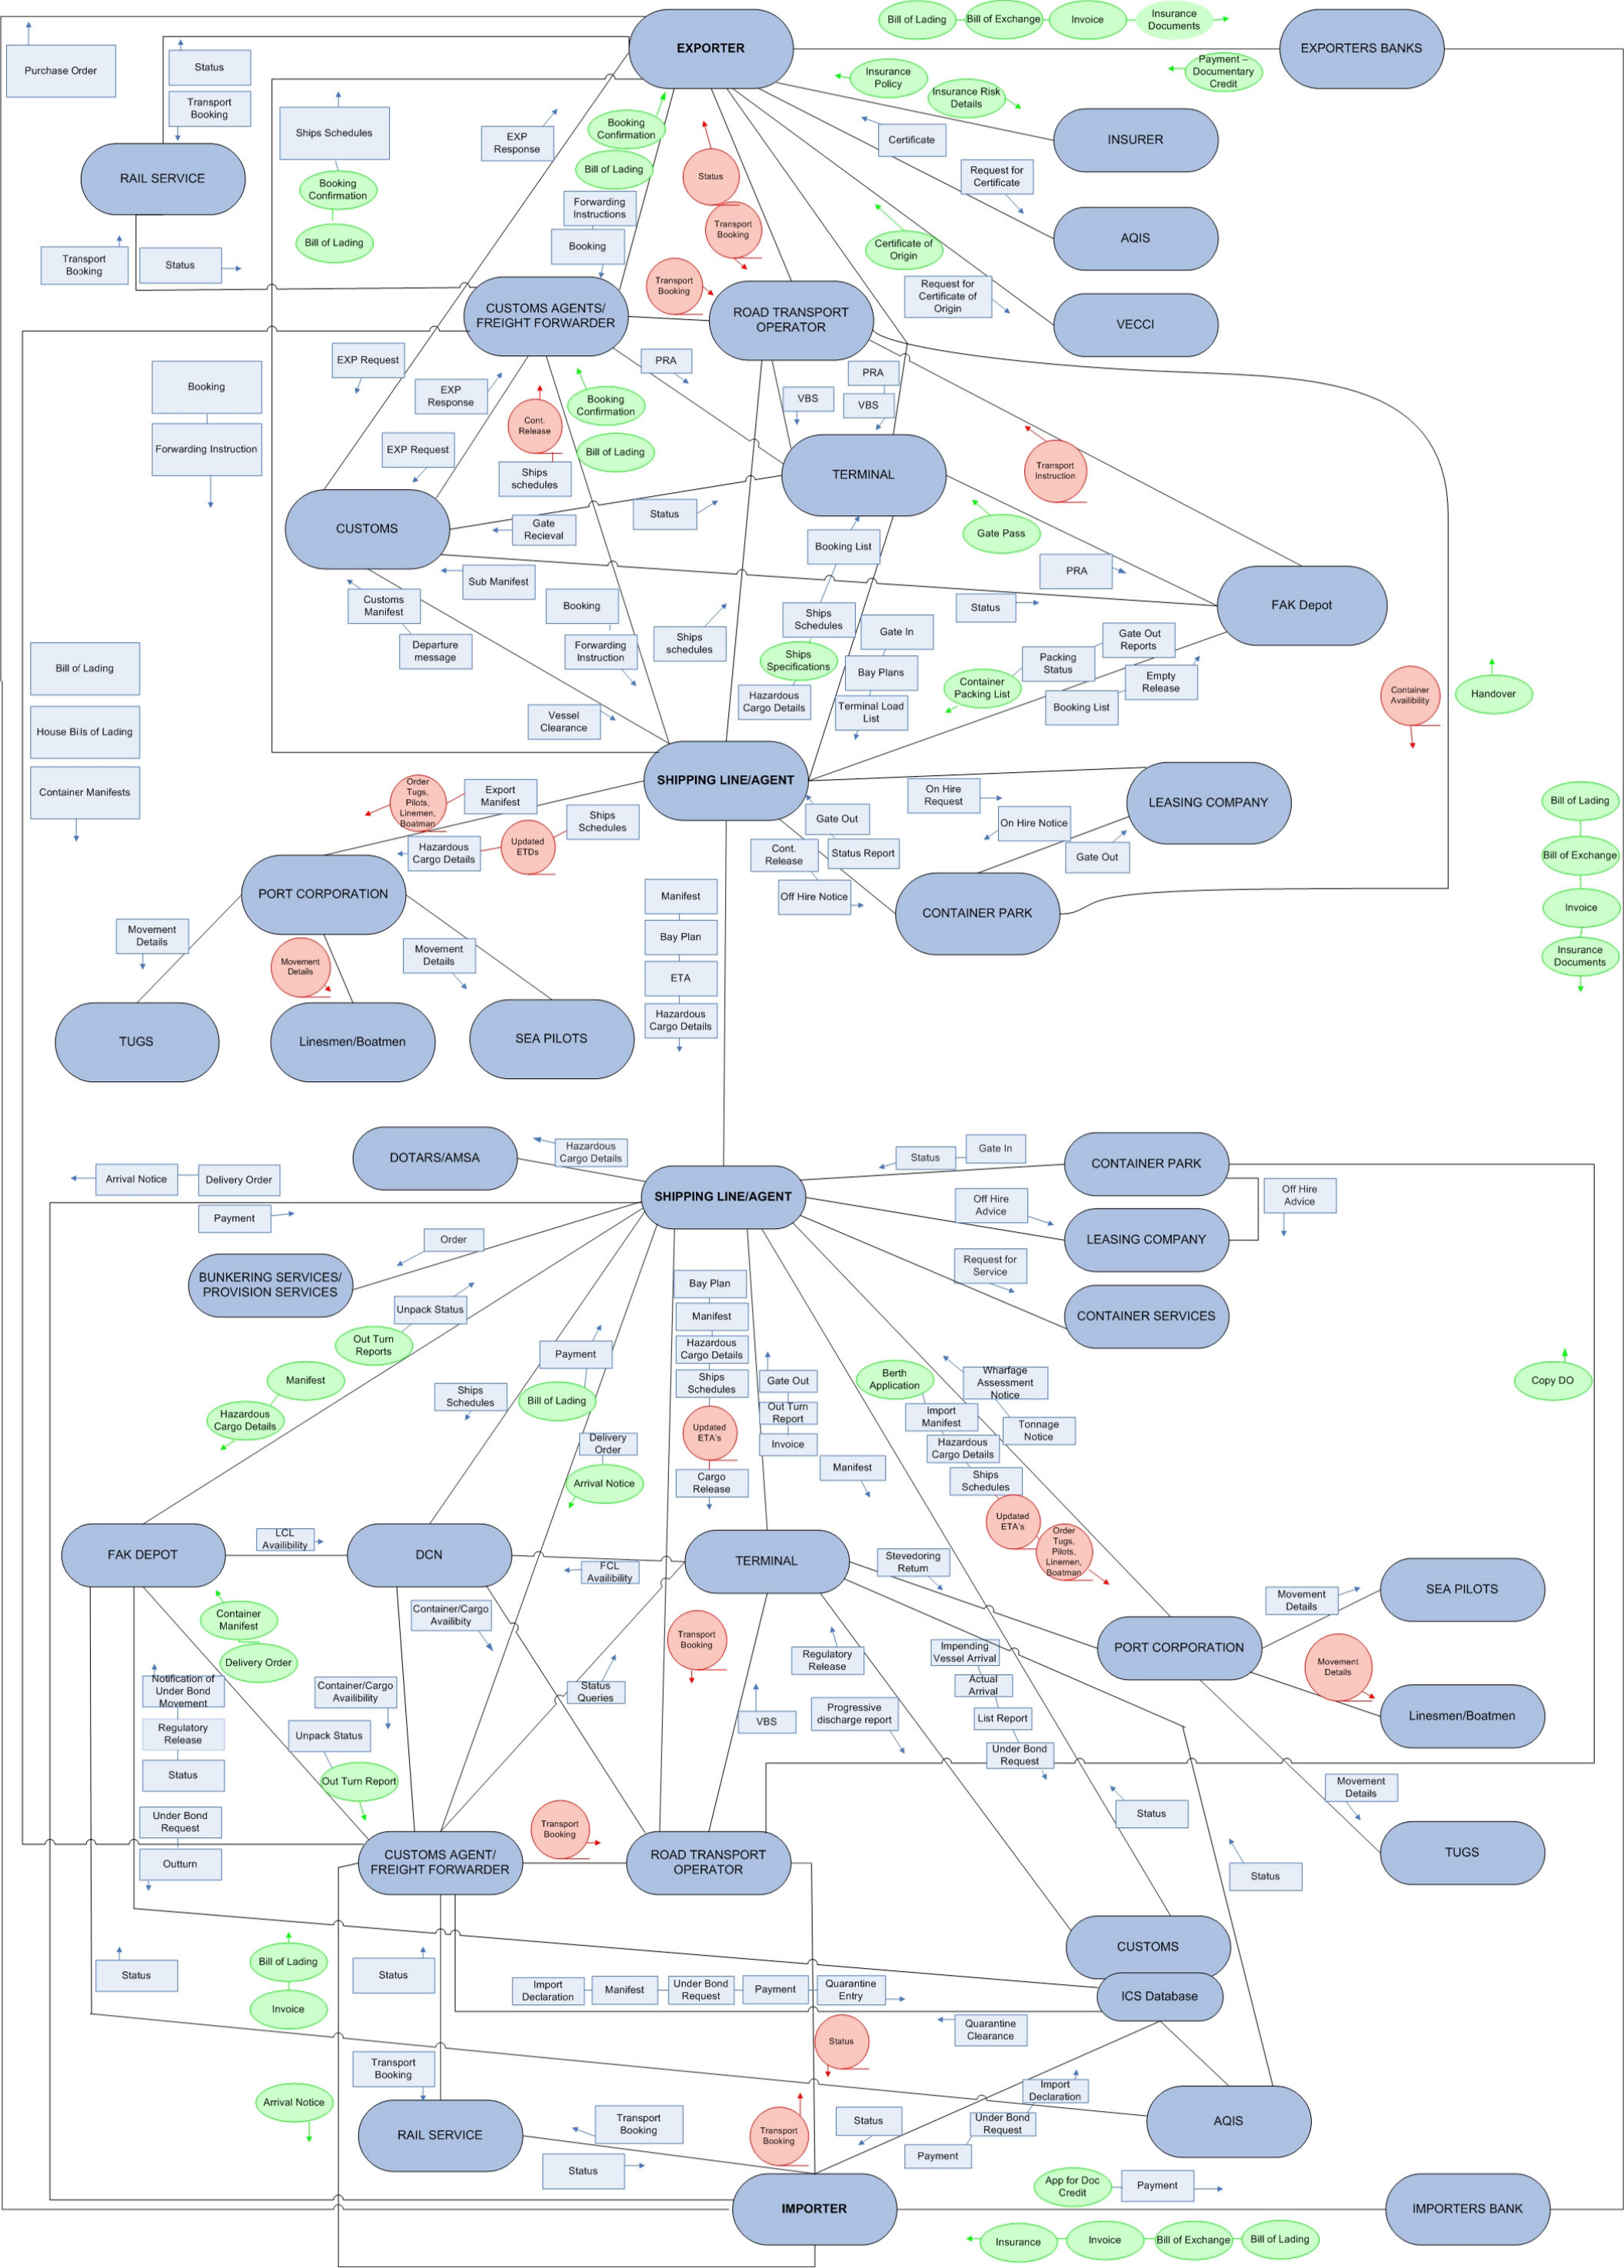 Bill of Lading
Bill of Exchange
Invoice
Insurance
Documents
EXPORTER
EXPORTERS BANKS
Purchase Order
Status
Transport
Booking
Ships Schedules
Booking
Confirmation
Bill of Lading
RAIL SERVICE
Transport
Booking
Status
EXP
Response
Booking
Confirmation
Bill of Lading
Forwarding
Instructions
Booking
Status
Transport
Booking
Transport
Booking
Insurance
Policy
Insurance Risk
Details
Payment –
Documentary
Credit
INSURER
Certificate
Request for
Certificate
AQIS
Certificate of
Origin
Request for
Certificate of
Origin
VECCI
CUSTOMS AGENTS/
FREIGHT FORWARDER
ROAD TRANSPORT
OPERATOR
Booking
Forwarding Instruction
EXP Request
EXP
Response
EXP Request
Cont.
Release
Ships
schedules
Booking
Confirmation
Bill of Lading
PRA
VBS
PRA
VBS
TERMINAL
Transport
Instruction
Gate Pass
CUSTOMS
Gate
Recieval
Status
Booking List
PRA
Status
FAK Depot
Sub Manifest
Customs
Manifest
Departure
message
Booking
Forwarding
Instruction
Ships
schedules
Ships
Schedules
Ships
Specifications
Hazardous
Cargo Details
Gate In
Bay Plans
Terminal Load
List
Gate Out
Reports
Packing
Status
Container
Packing List
Empty
Release
Booking List
Container
Availibility
Handover
Bill of Lading
House Bills of Lading
Container Manifests
Vessel
Clearance
SHIPPING LINE/AGENT
Order
Tugs,
Pilots,
Linemen,
Boatman
Export
Manifest
Ships
Schedules
Updated
ETDs
Hazardous
Cargo Details
Gate Out
Status Report
Cont.
Release
Off Hire Notice
On Hire
Request
On Hire Notice
Gate Out
LEASING COMPANY
CONTAINER PARK
Bill of Lading
Bill of Exchange
Invoice
Insurance
Documents
PORT CORPORATION
Movement
Details
Movement
Details
Movement
Details
Manifest
Bay Plan
ETA
Hazardous
Cargo Details
TUGS
Linesmen/Boatmen
SEA PILOTS
DOTARS/AMSA
Hazardous
Cargo Details
Status
Gate In
CONTAINER PARK
Arrival Notice
Delivery Order
Payment
SHIPPING LINE/AGENT
Off Hire
Advice
Off Hire
Advice
LEASING COMPANY
Order
BUNKERING SERVICES/
PROVISION SERVICES
Request for
Service
CONTAINER SERVICES
Unpack Status
Out Turn
Reports
Manifest
Hazardous
Cargo Details
Ships
Schedules
Payment
Bill of Lading
Delivery
Order
Arrival Notice
Bay Plan
Manifest
Hazardous
Cargo Details
Ships
Schedules
Updated
ETA's
Cargo
Release
Gate Out
Out Turn
Report
Invoice
Manifest
Berth
Application
Wharfage
Assessment
Notice
Import
Manifest
Tonnage
Notice
Hazardous
Cargo Details
Ships
Schedules
Updated
ETA's
Order
Tugs,
Pilots,
Linemen,
Boatman
Copy DO
FAK DEPOT
LCL
Availibility
DCN
FCL
Availibility
TERMINAL
Stevedoring
Return
SEA PILOTS
Movement
Details
PORT CORPORATION
Movement
Details
Linesmen/Boatmen
Movement
Details
TUGS
Container
Manifest
Delivery Order
Notification of
Under Bond
Movement
Regulatory
Release
Status
Under Bond
Request
Outturn
Container/Cargo
Availibility
Unpack Status
Out Turn Report
Container/Cargo
Availibity
Status
Queries
Transport
Booking
VBS
Regulatory
Release
Progressive
discharge report
Impending
Vessel Arrival
Actual
Arrival
List Report
Under Bond
Request
Status
Status
CUSTOMS AGENT/
FREIGHT FORWARDER
Transport
Booking
ROAD TRANSPORT
OPERATOR
CUSTOMS
ICS Database
Status
Bill of Lading
Invoice
Status
Import
Declaration
Manifest
Under Bond
Request
Payment
Quarantine
Entry
Quarantine
Clearance
Status
Transport
Booking
Arrival Notice
RAIL SERVICE
Transport
Booking
Status
Transport
Booking
Status
Import
Declaration
Under Bond
Request
Payment
AQIS
IMPORTER
App for Doc
Credit
Payment
IMPORTERS BANK
Insurance
Invoice
Bill of Exchange
Bill of Lading